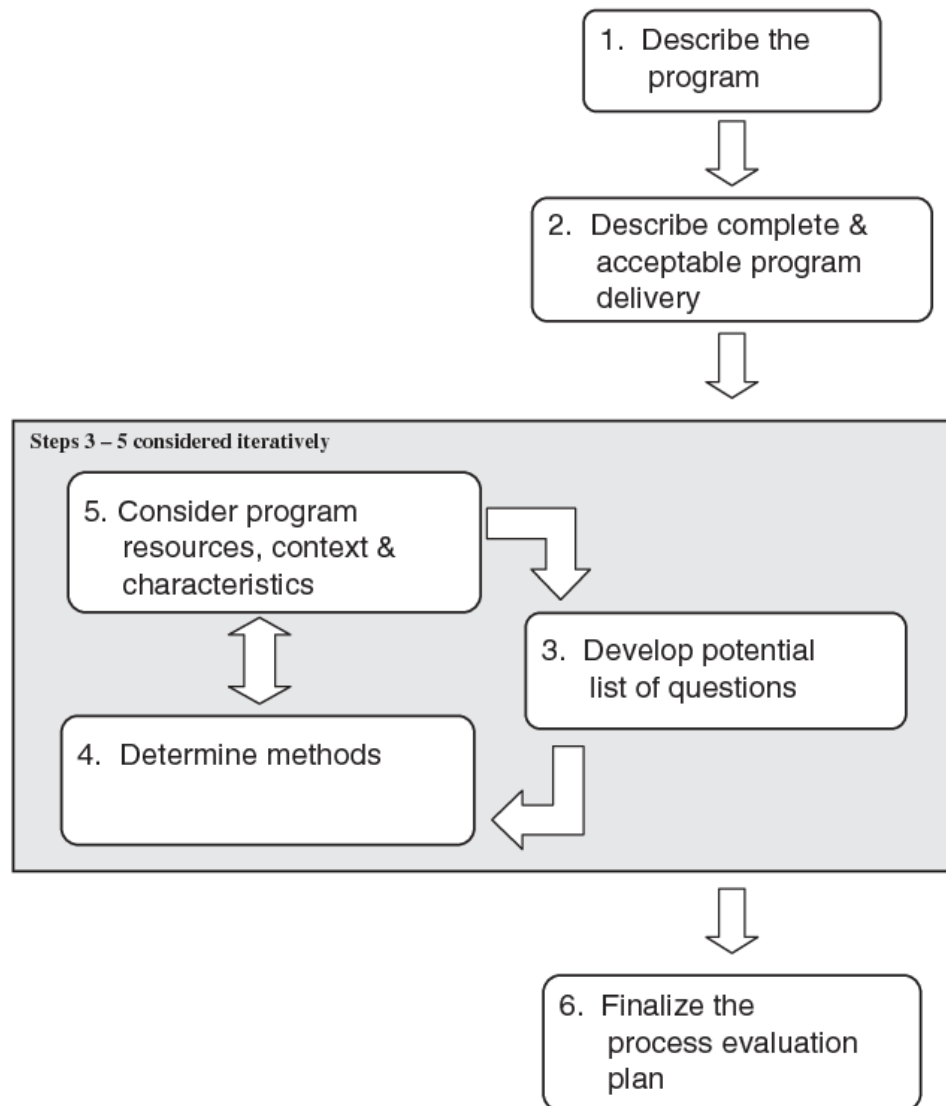 1. Describe the
program
2. Describe complete &
acceptable program
delivery
Steps 3 – 5 considered iteratively
5. Consider program
resources, context &
characteristics
3. Develop potential
list of questions
4. Determine methods
6. Finalize the
process evaluation
plan